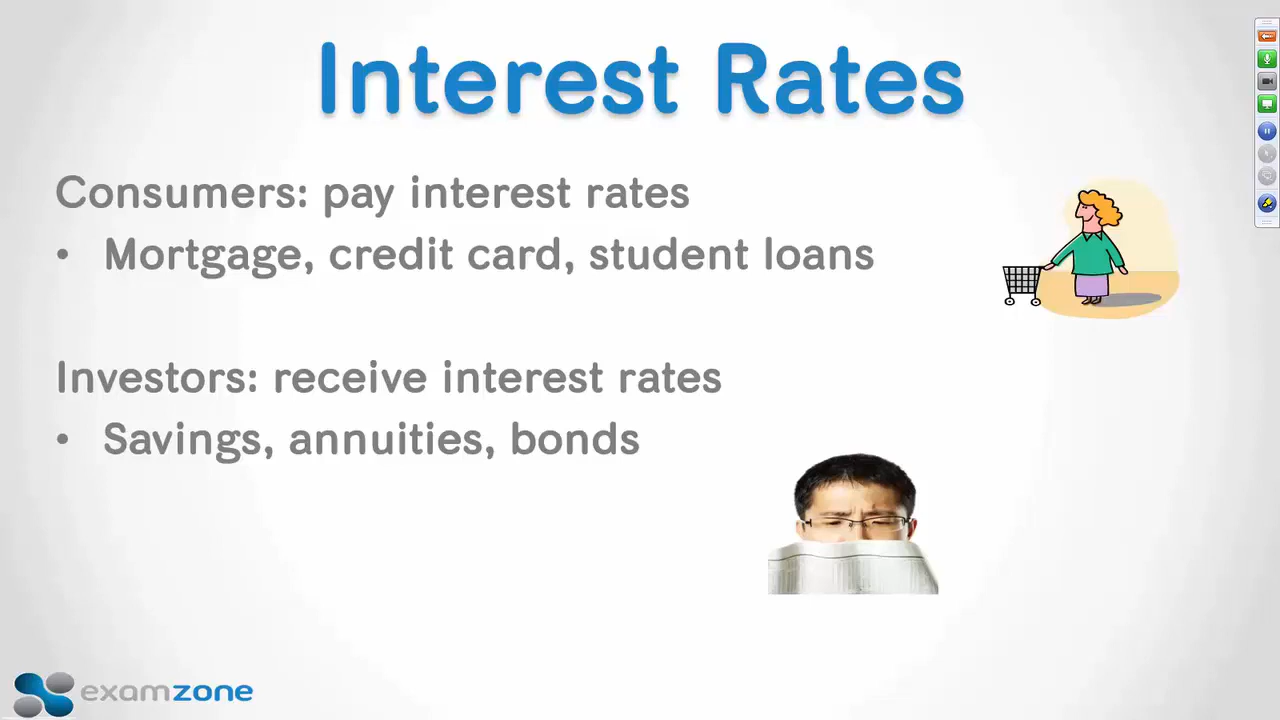 Interest Rates
Consumers: pay interest rates
• Mortgage, credit card, student loans
Investors: receive interest rates
• Savings, annuities, bonds
examzone